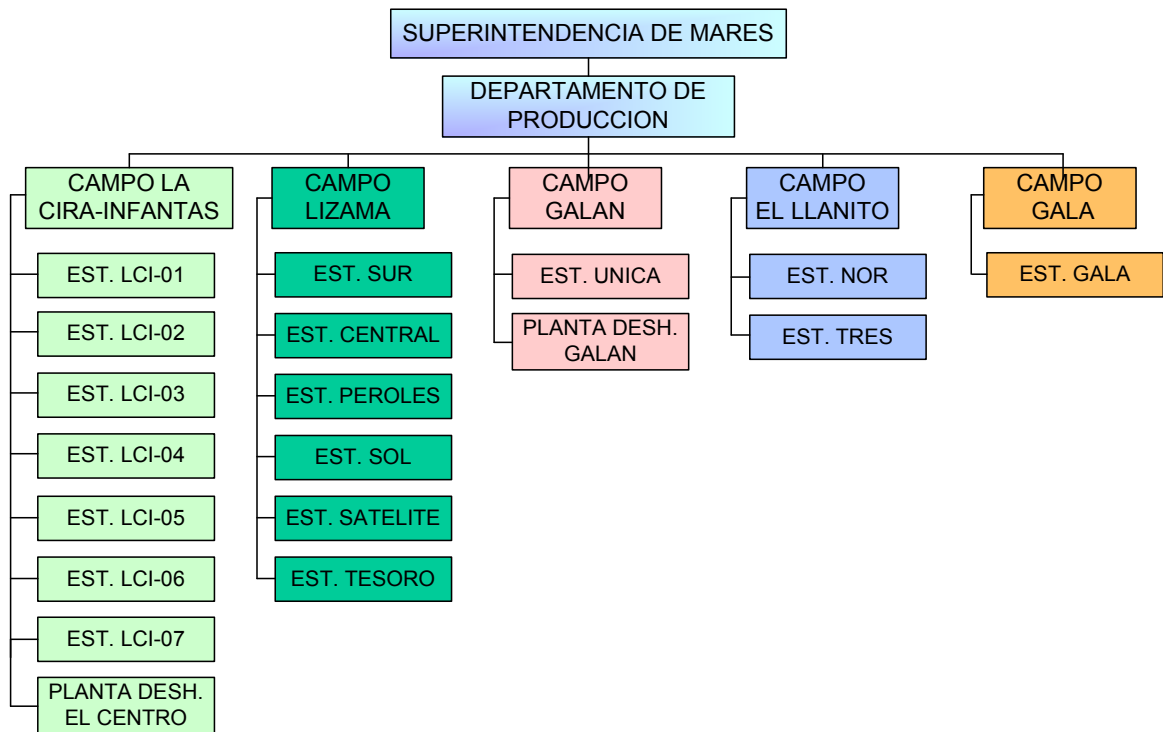 SUPERINTENDENCIA DE MARES
DEPARTAMENTO DE
PRODUCCION
CAMPO LA
CIRA-INFANTAS
EST. LCI-01
EST. LCI-02
EST. LCI-03
EST. LCI-04
EST. LCI-05
EST. LCI-06
EST. LCI-07
PLANTA DESH.
EL CENTRO
CAMPO
LIZAMA
EST. SUR
EST. CENTRAL
EST. PEROLES
EST. SOL
EST. SATELITE
EST. TESORO
CAMPO
GALAN
EST. UNICA
PLANTA DESH.
GALAN
CAMPO
EL LLANITO
EST. NOR
EST. TRES
CAMPO
GALA
EST. GALA